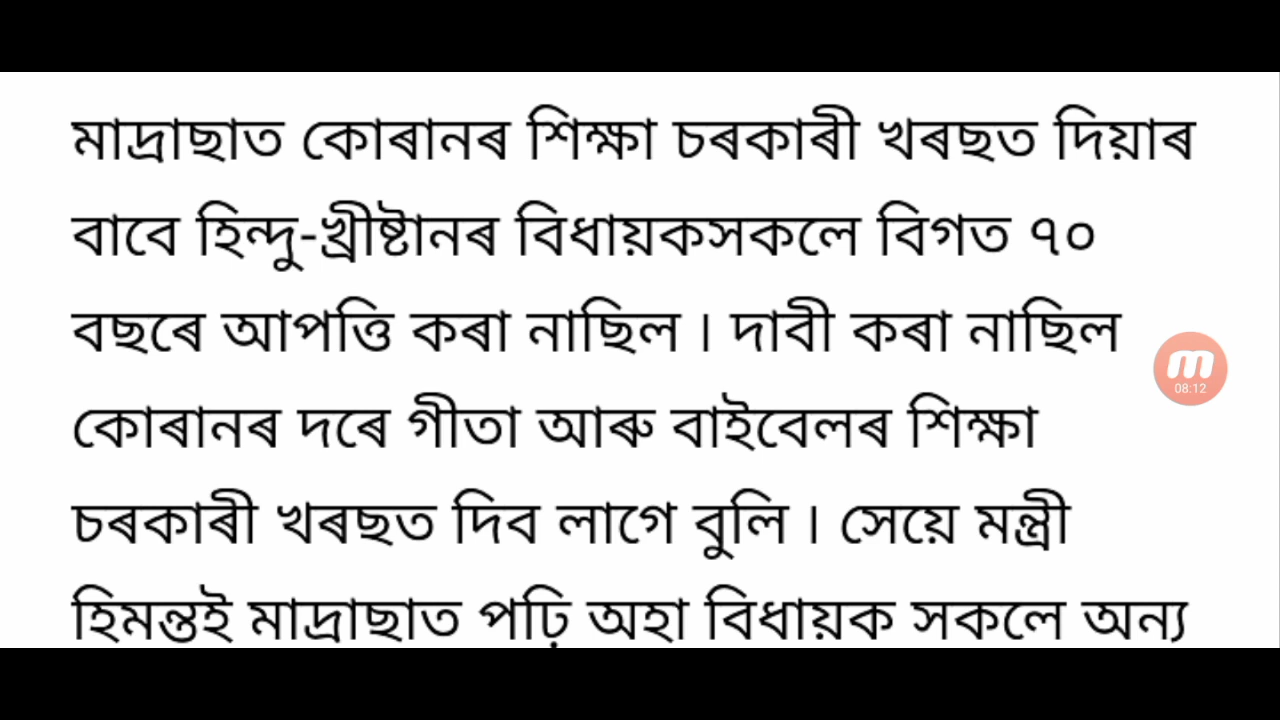 মাদ্ৰাছাত কোৰানৰ শিক্ষা চৰকাৰী খৰছত দিয়াৰ
বাবে হিন্দু-খ্ৰীষ্টানৰ বিধায়কসকলে বিগত ৭০
বছৰে আপত্তি কৰা নাছিল । দাবী কৰা নাছিল
কোৰানৰ দৰে গীতা আৰু বাইবেলৰ শিক্ষা
চৰকাৰী খৰছত দিব লাগে বুলি । সেয়ে মন্ত্ৰী
হিমন্তই মাদ্ৰাছাত পঢ়ি অহা বিধায়ক সকলে অন্য
08:12